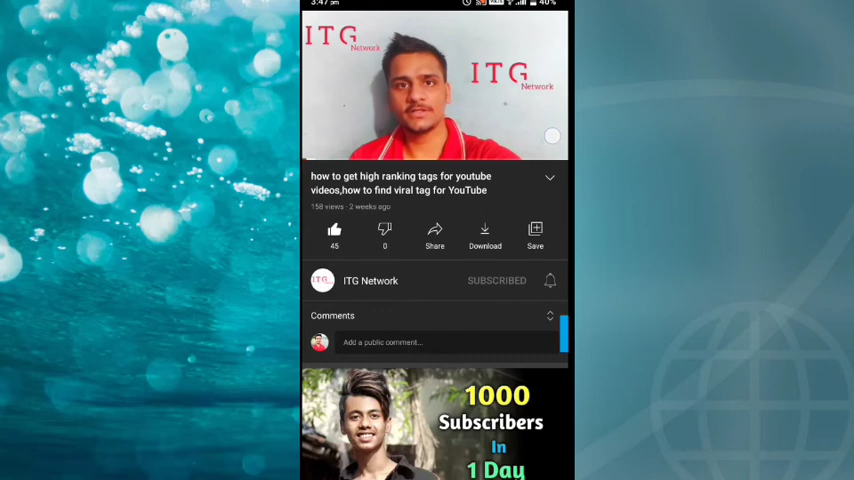 3:47 pm
40%
ITG
Network
ITG
Network
how to get high ranking tags for youtube
videos,how to find viral tag for YouTube
158 views · 2 weeks ago
45
0
Share
Download
Save
ITG
ITG Network
SUBSCRIBED
Comments
Add a public comment...
1000
Subscribers
In
1 Day